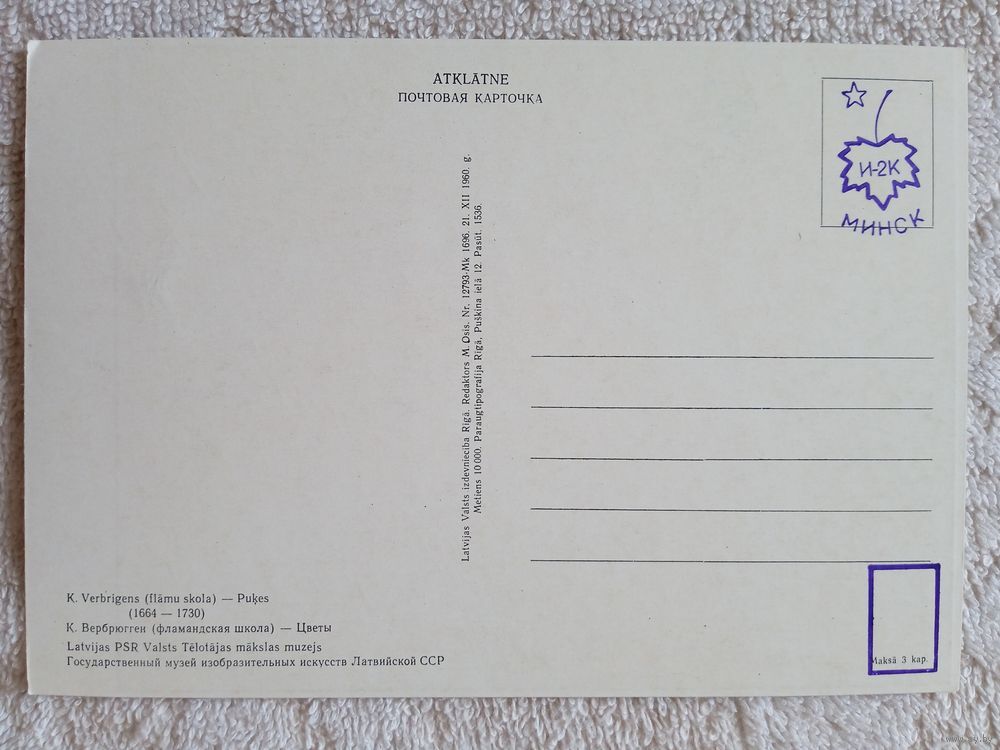 ATKLĀTNE
ПОЧТОВАЯ КАРТОЧКА
И-2К
МИНСК
Latvijas Valsts izdevniecība Rīgā. Redaktors M. Osis. Nr. 12793-Mk 1696. 21. XII 1960. g.
Metiens 10 000. Paraugtipografija Rīgā, Puškina ielā 12. Pasūt. 1536.
K. Verbrigens (flāmu skola) — Puķes
(1664 — 1730)
К. Вербрюгген (фламандская школа) — Цветы
Latvijas PSR Valsts Tēlotājas mākslas muzejs
Государственный музей изобразительных искусств Латвийской ССР
Maksā 3 kap.